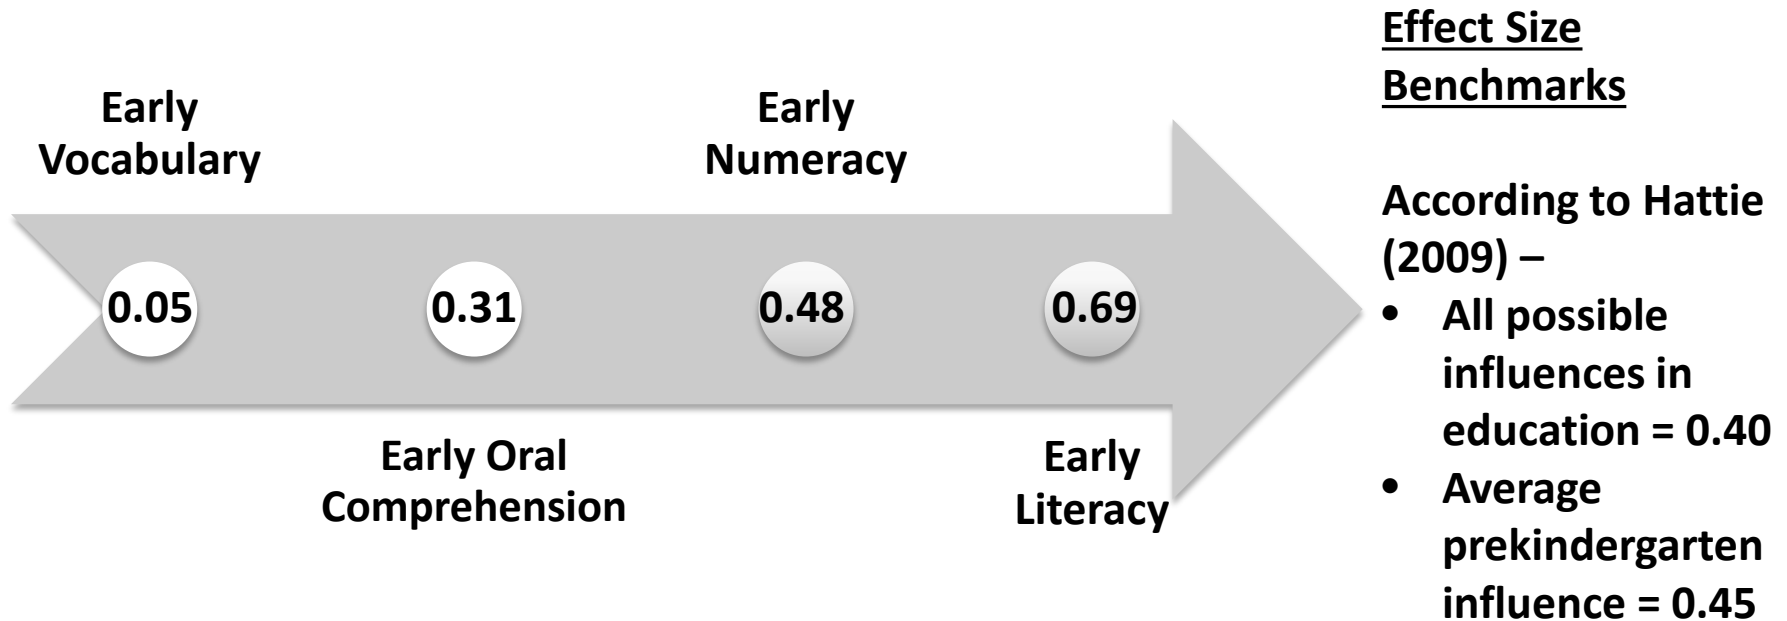 Early
Vocabulary
0.05
Early Oral
Comprehension
0.31
Early
Numeracy
0.48
Early
Literacy
0.69
Effect Size
Benchmarks
According to Hattie
(2009) –
• All possible
influences in
education = 0.40
• Average
prekindergarten
influence = 0.45